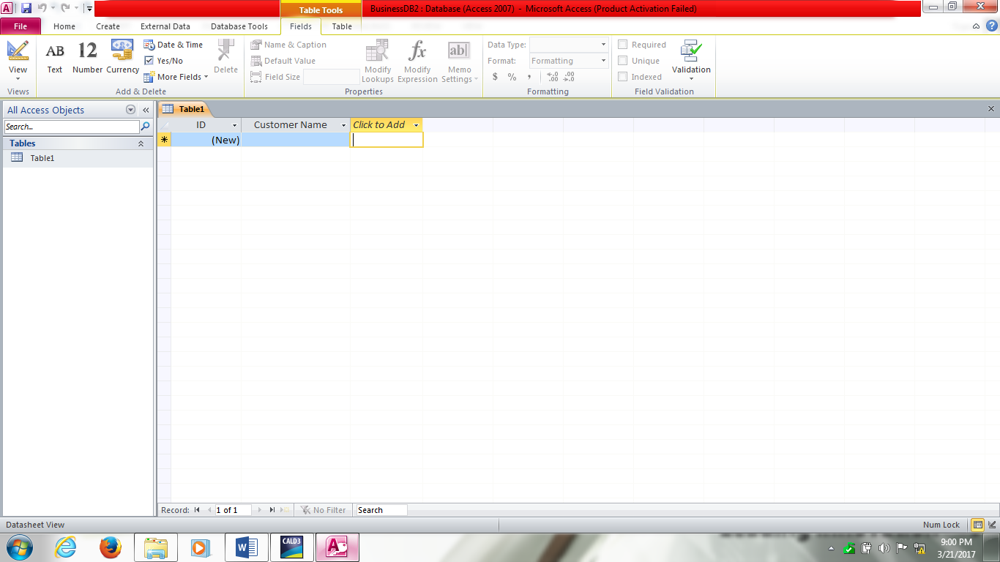 Table Tools
BusinessDB2 : Database (Access 2007) - Microsoft Access (Product Activation Failed)
File Home Create External Data Database Tools Fields Table
View
Views
AB Text
12 Number
Currency
Date & Time
Yes/No
More Fields
Delete
Add & Delete
Name & Caption
Default Value
Field Size
Modify Lookups
fx Modify Expression
ab Memo Settings
Properties
Data Type:
Format: Formatting
$ % , .00 .0
Formatting
Required
Unique
Indexed
Validation
Field Validation
All Access Objects
Search...
Tables
Table1
Table1
ID Customer Name Click to Add
(New)
Record: 1 of 1 No Filter Search
Datasheet View Num Lock
CALD3
9:00 PM
3/21/2017